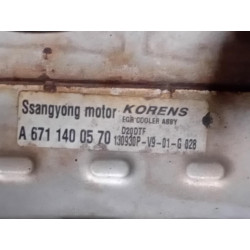 Ssangyong motor KORENS
EGR COOLER ASSY
A 671 140 05 70 D20DTF
130930P-V9-01-G 028